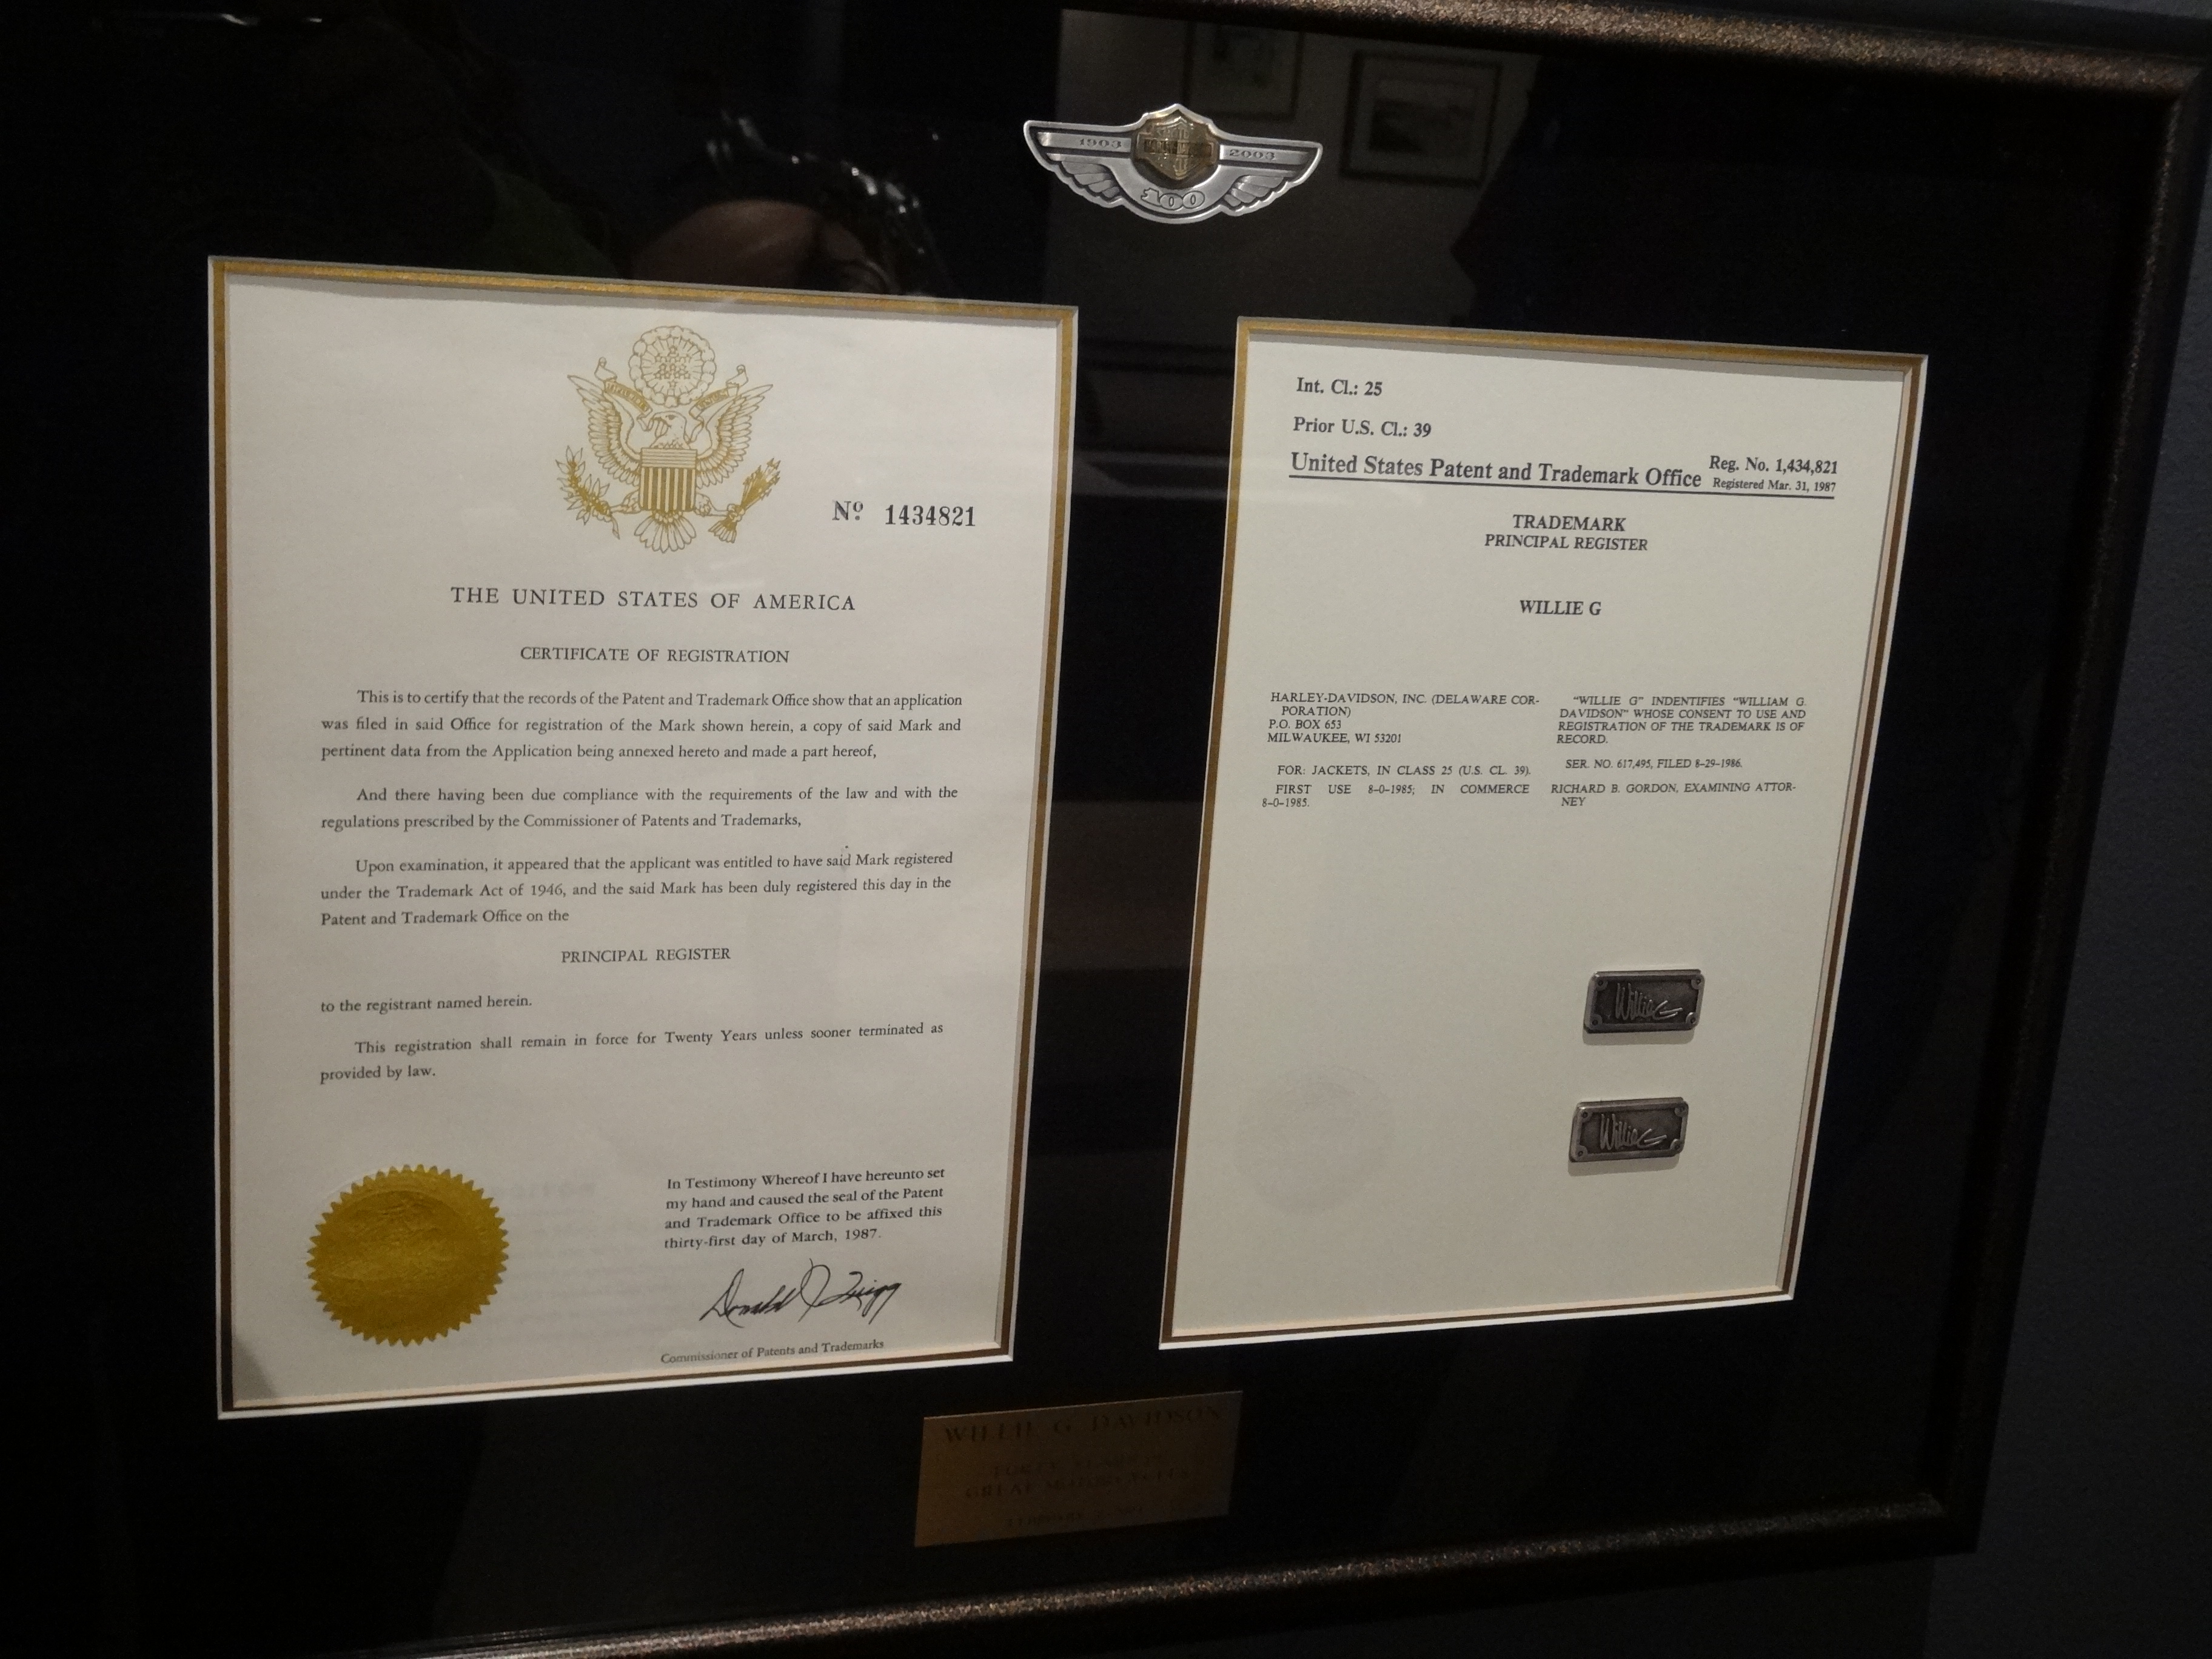 1903
2003
100
Nº 1434821
THE UNITED STATES OF AMERICA
CERTIFICATE OF REGISTRATION
This is to certify that the records of the Patent and Trademark Office show that an application
was filed in said Office for registration of the Mark shown herein, a copy of said Mark and
pertinent data from the Application being annexed hereto and made a part hereof,
And there having been due compliance with the requirements of the law and with the
regulations prescribed by the Commissioner of Patents and Trademarks,
Upon examination, it appeared that the applicant was entitled to have said Mark registered
under the Trademark Act of 1946, and the said Mark has been duly registered this day in the
Patent and Trademark Office on the
PRINCIPAL REGISTER
to the registrant named herein.
This registration shall remain in force for Twenty Years unless sooner terminated as
provided by law.
In Testimony Whereof I have hereunto set
my hand and caused the seal of the Patent
and Trademark Office to be affixed this
thirty-first day of March, 1987.
Donald J Quigg
Commissioner of Patents and Trademarks
Int. Cl.: 25
Prior U.S. Cl.: 39
United States Patent and Trademark Office
Reg. No. 1,434,821
Registered Mar. 31, 1987
TRADEMARK
PRINCIPAL REGISTER
WILLIE G
HARLEY-DAVIDSON, INC. (DELAWARE COR-
PORATION)
P.O. BOX 653
MILWAUKEE, WI 53201
FOR: JACKETS, IN CLASS 25 (U.S. CL. 39).
FIRST USE 8-0-1985; IN COMMERCE
8-0-1985.
"WILLIE G" INDENTIFIES "WILLIAM G.
DAVIDSON" WHOSE CONSENT TO USE AND
REGISTRATION OF THE TRADEMARK IS OF
RECORD.
SER. NO. 617,495, FILED 8-29-1986.
RICHARD B. GORDON, EXAMINING ATTOR-
NEY
Willie G
Willie G
WILLIE G DAVIDSON
GREAT MOTORCYCLES